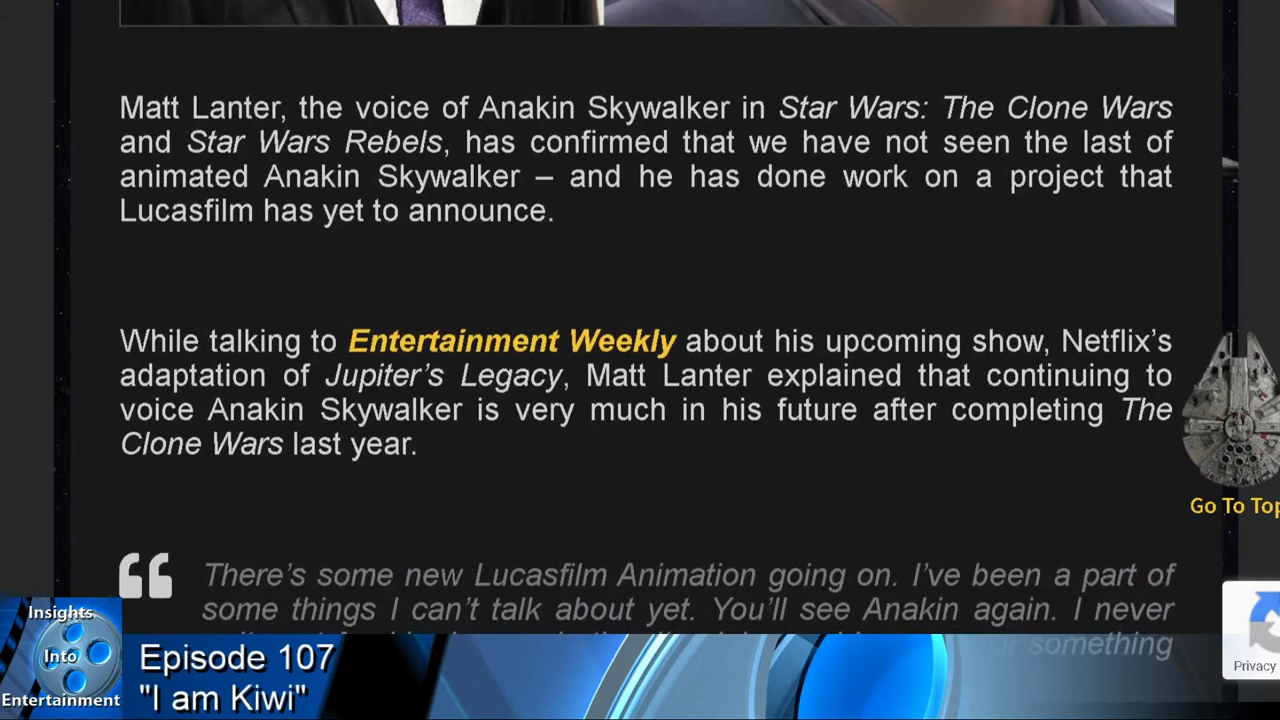 Matt Lanter, the voice of Anakin Skywalker in Star Wars: The Clone Wars
and Star Wars Rebels, has confirmed that we have not seen the last of
animated Anakin Skywalker – and he has done work on a project that
Lucasfilm has yet to announce.
While talking to Entertainment Weekly about his upcoming show, Netflix's
adaptation of Jupiter's Legacy, Matt Lanter explained that continuing to
voice Anakin Skywalker is very much in his future after completing The
Clone Wars last year.
Go To Top
There's some new Lucasfilm Animation going on. I've been a part of
some things I can't talk about yet. You'll see Anakin again. I never
something
Privacy
Insights
Into
Entertainment
Episode 107
"I am Kiwi"